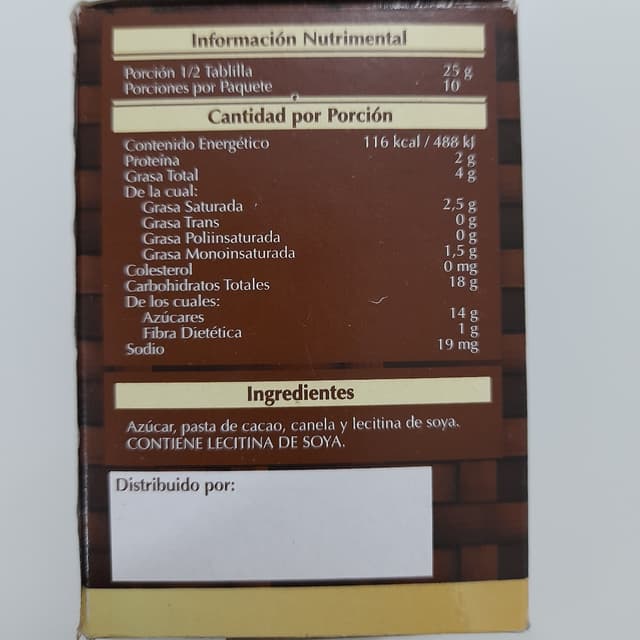 Información Nutrimental
Porción 1/2 Tablilla 25 g
Porciones por Paquete 10
Cantidad por Porción
Contenido Energético 116 kcal / 488 kJ
Proteína 2 g
Grasa Total 4 g
De la cual:
Grasa Saturada 2,5 g
Grasa Trans 0 g
Grasa Poliinsaturada 0 g
Grasa Monoinsaturada 1,5 g
Colesterol 0 mg
Carbohidratos Totales 18 g
De los cuales:
Azúcares 14 g
Fibra Dietética 1 g
Sodio 19 mg
Ingredientes
Azúcar, pasta de cacao, canela y lecitina de soya.
CONTIENE LECITINA DE SOYA.
Distribuido por: